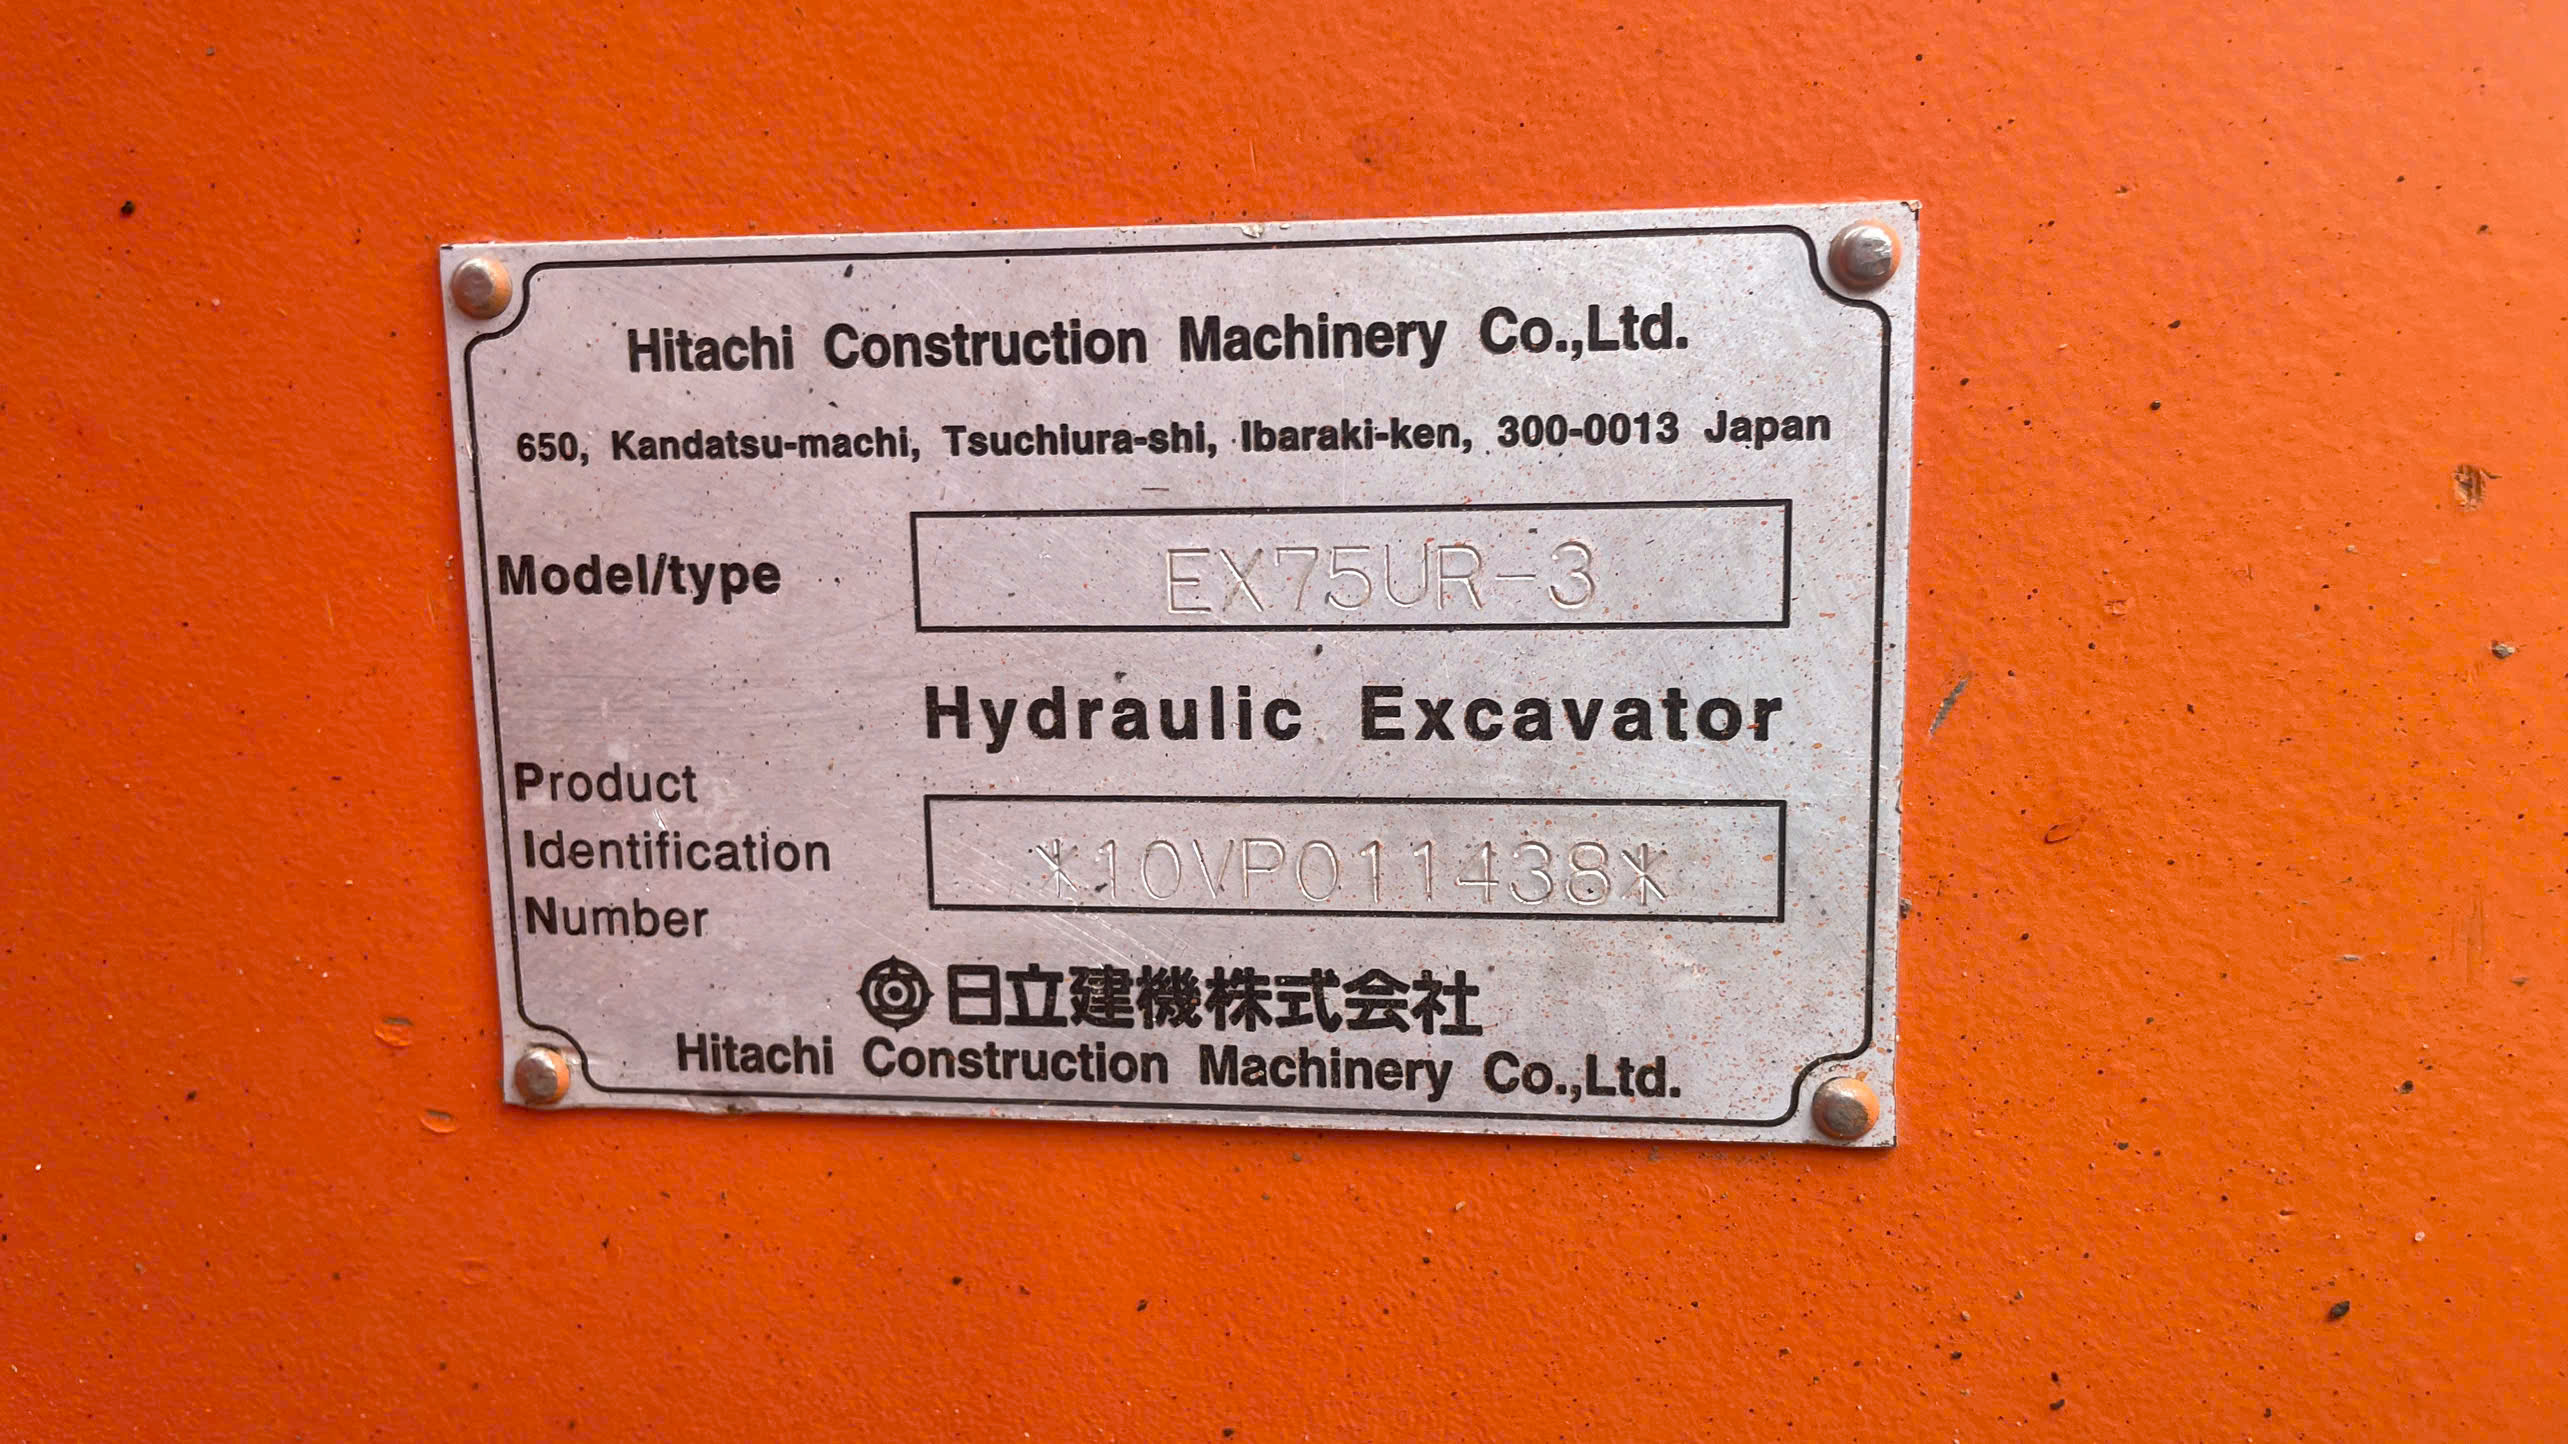 Hitachi Construction Machinery Co.,Ltd.
650, Kandatsu-machi, Tsuchiura-shi, Ibaraki-ken, 300-0013 Japan
Model/type
EX75UR-3
Hydraulic Excavator
Product
Identification
Number
*10VP011438*
日立建機株式会社
Hitachi Construction Machinery Co.,Ltd.